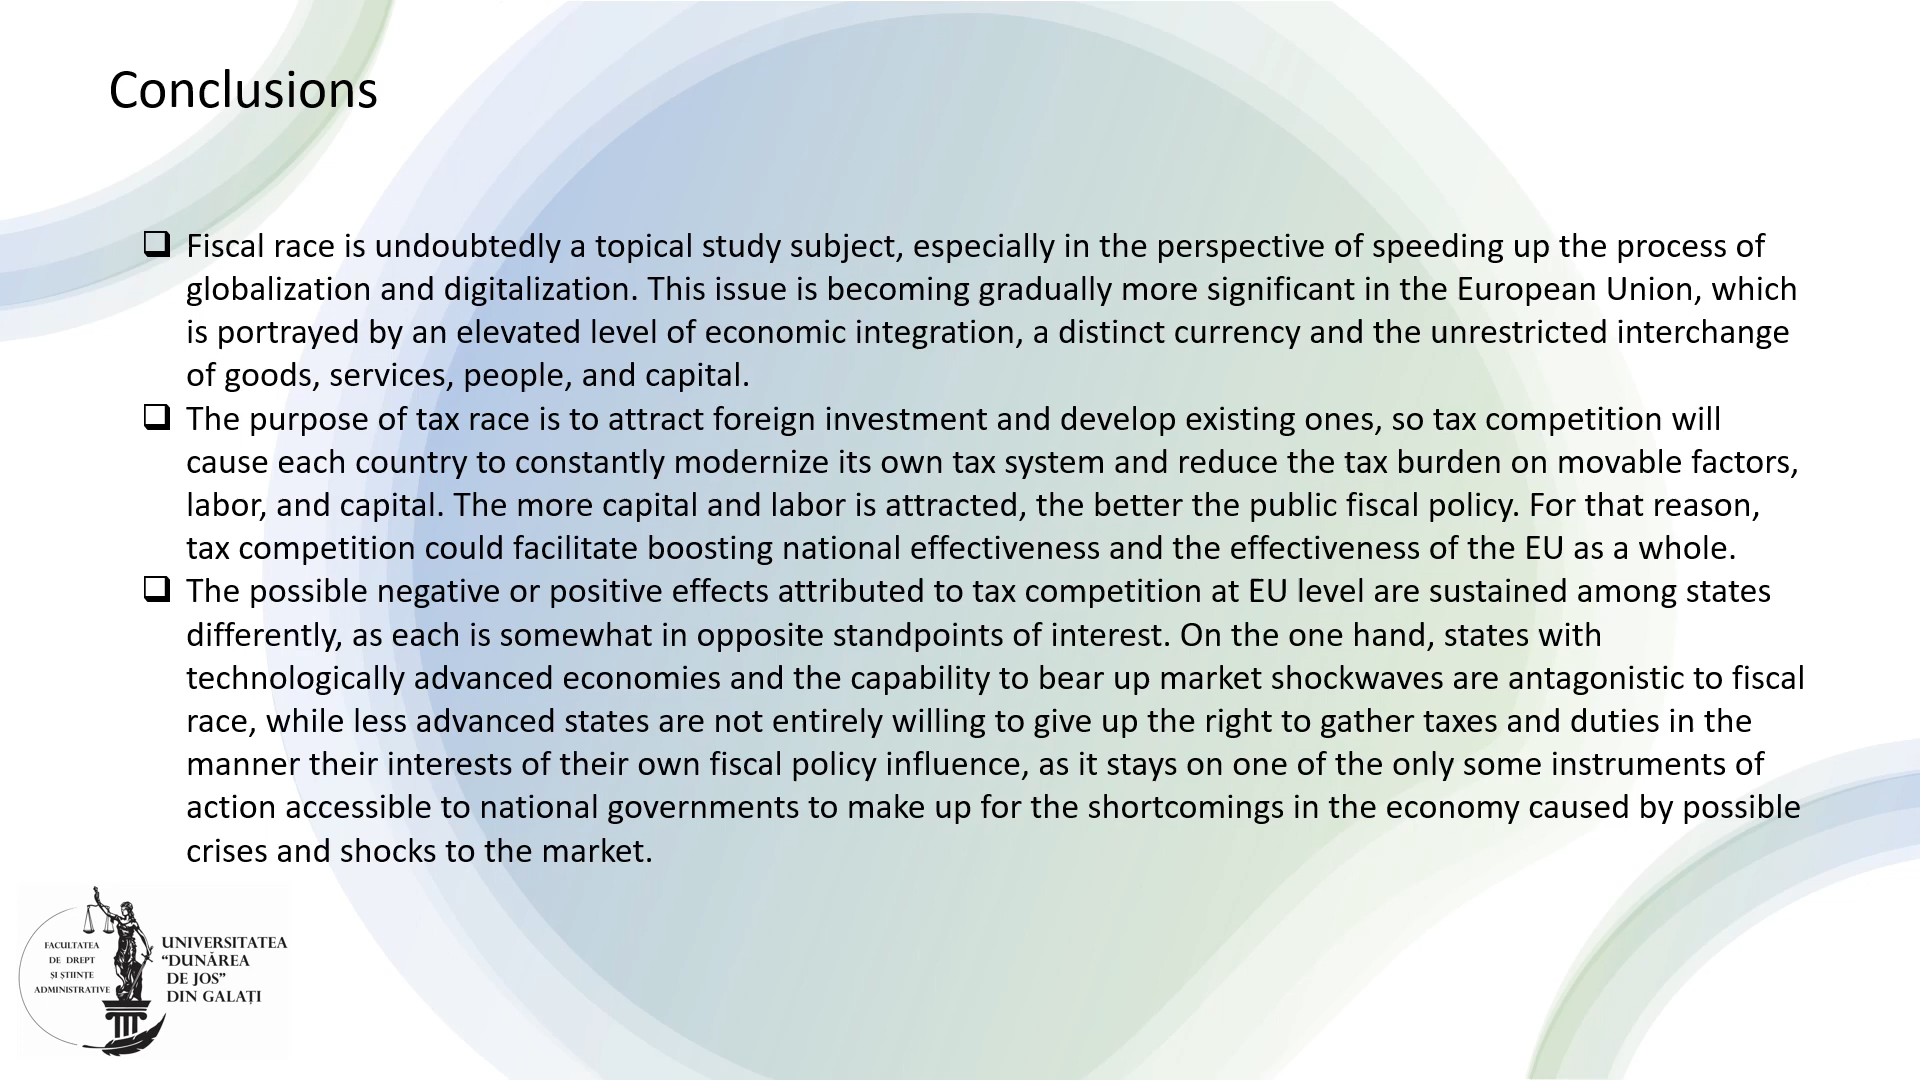 Conclusions
Fiscal race is undoubtedly a topical study subject, especially in the perspective of speeding up the process of
globalization and digitalization. This issue is becoming gradually more significant in the European Union, which
is portrayed by an elevated level of economic integration, a distinct currency and the unrestricted interchange
of goods, services, people, and capital.
The purpose of tax race is to attract foreign investment and develop existing ones, so tax competition will
cause each country to constantly modernize its own tax system and reduce the tax burden on movable factors,
labor, and capital. The more capital and labor is attracted, the better the public fiscal policy. For that reason,
tax competition could facilitate boosting national effectiveness and the effectiveness of the EU as a whole.
The possible negative or positive effects attributed to tax competition at EU level are sustained among states
differently, as each is somewhat in opposite standpoints of interest. On the one hand, states with
technologically advanced economies and the capability to bear up market shockwaves are antagonistic to fiscal
race, while less advanced states are not entirely willing to give up the right to gather taxes and duties in the
manner their interests of their own fiscal policy influence, as it stays on one of the only some instruments of
action accessible to national governments to make up for the shortcomings in the economy caused by possible
crises and shocks to the market.
FACULTATEA
DE DREPT
ȘI ȘTIINȚE
ADMINISTRATIVE
UNIVERSITATEA
“DUNĂREA
DE JOS”
DIN GALAȚI